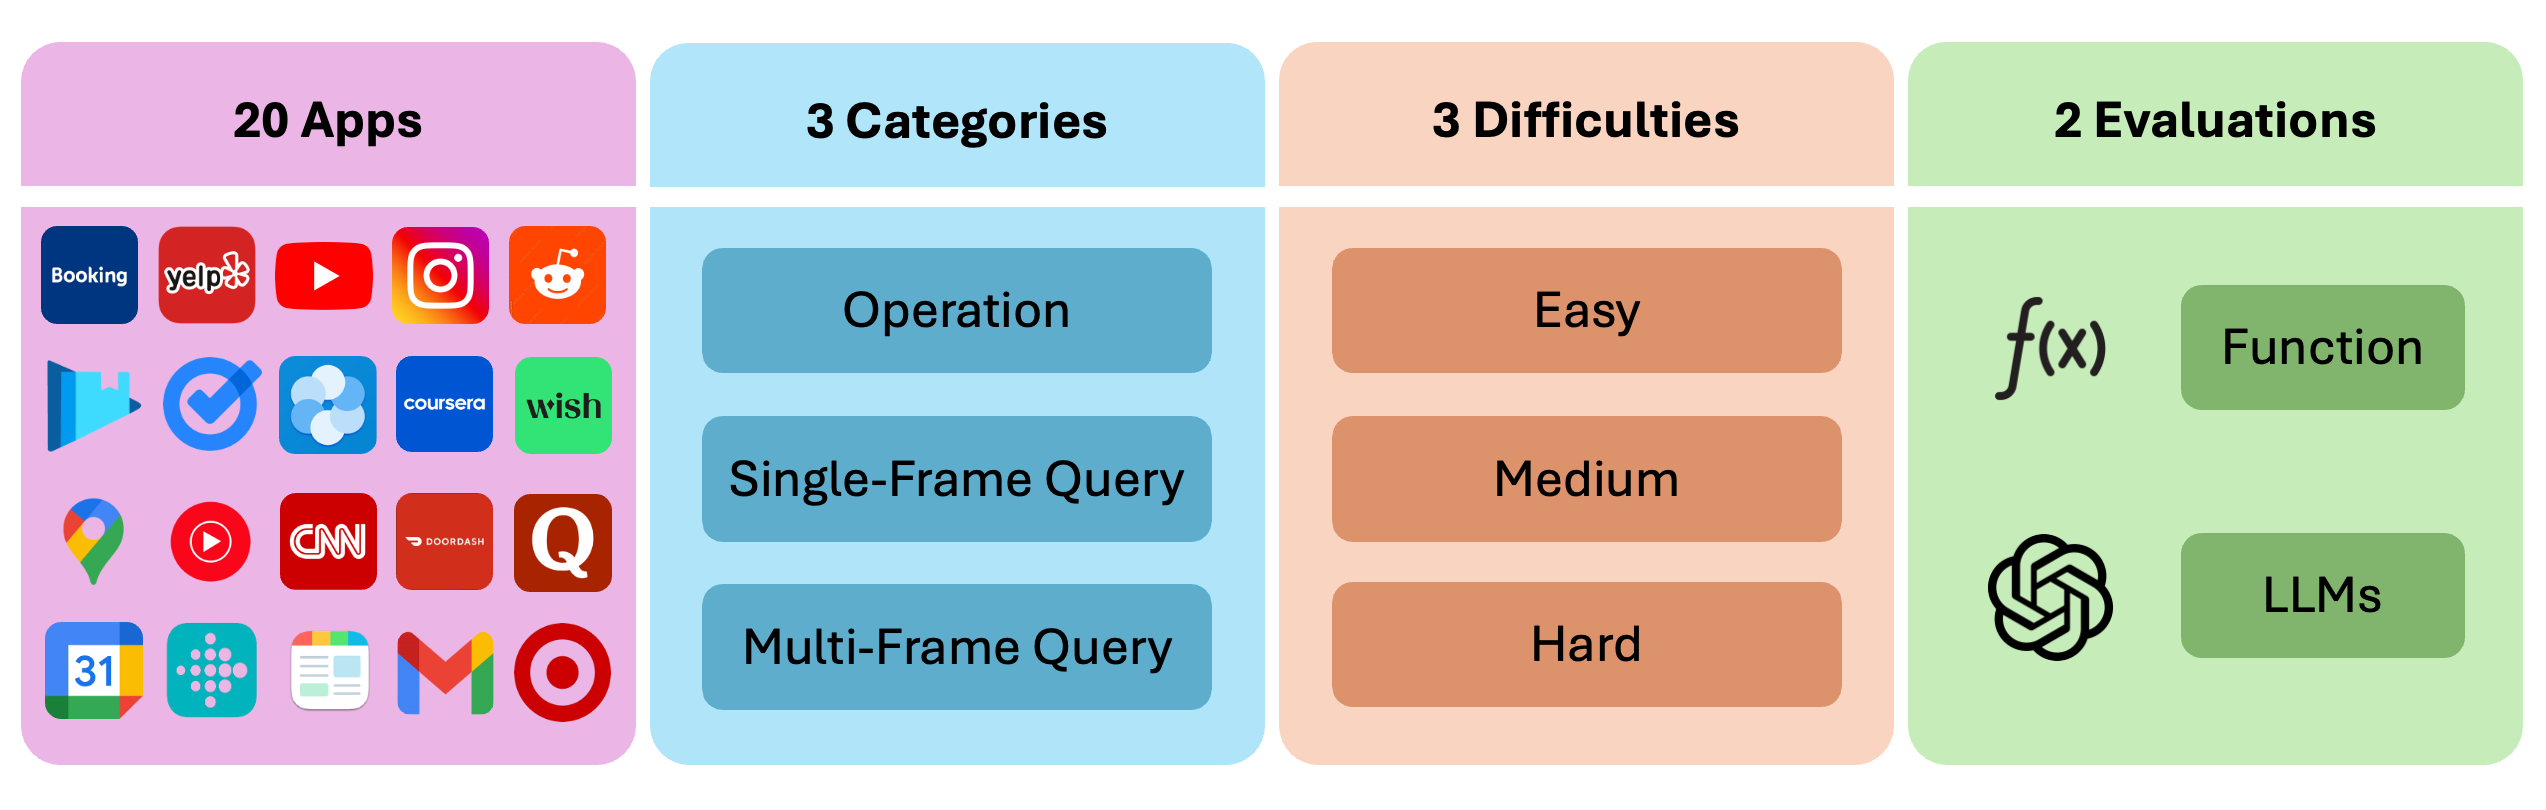 20 Apps
3 Categories
3 Difficulties
2 Evaluations
Booking
yelp
coursera
wish
CNN
DOORDASH
Q
31
Operation
Single-Frame Query
Multi-Frame Query
Easy
Medium
Hard
f(x)
Function
LLMs